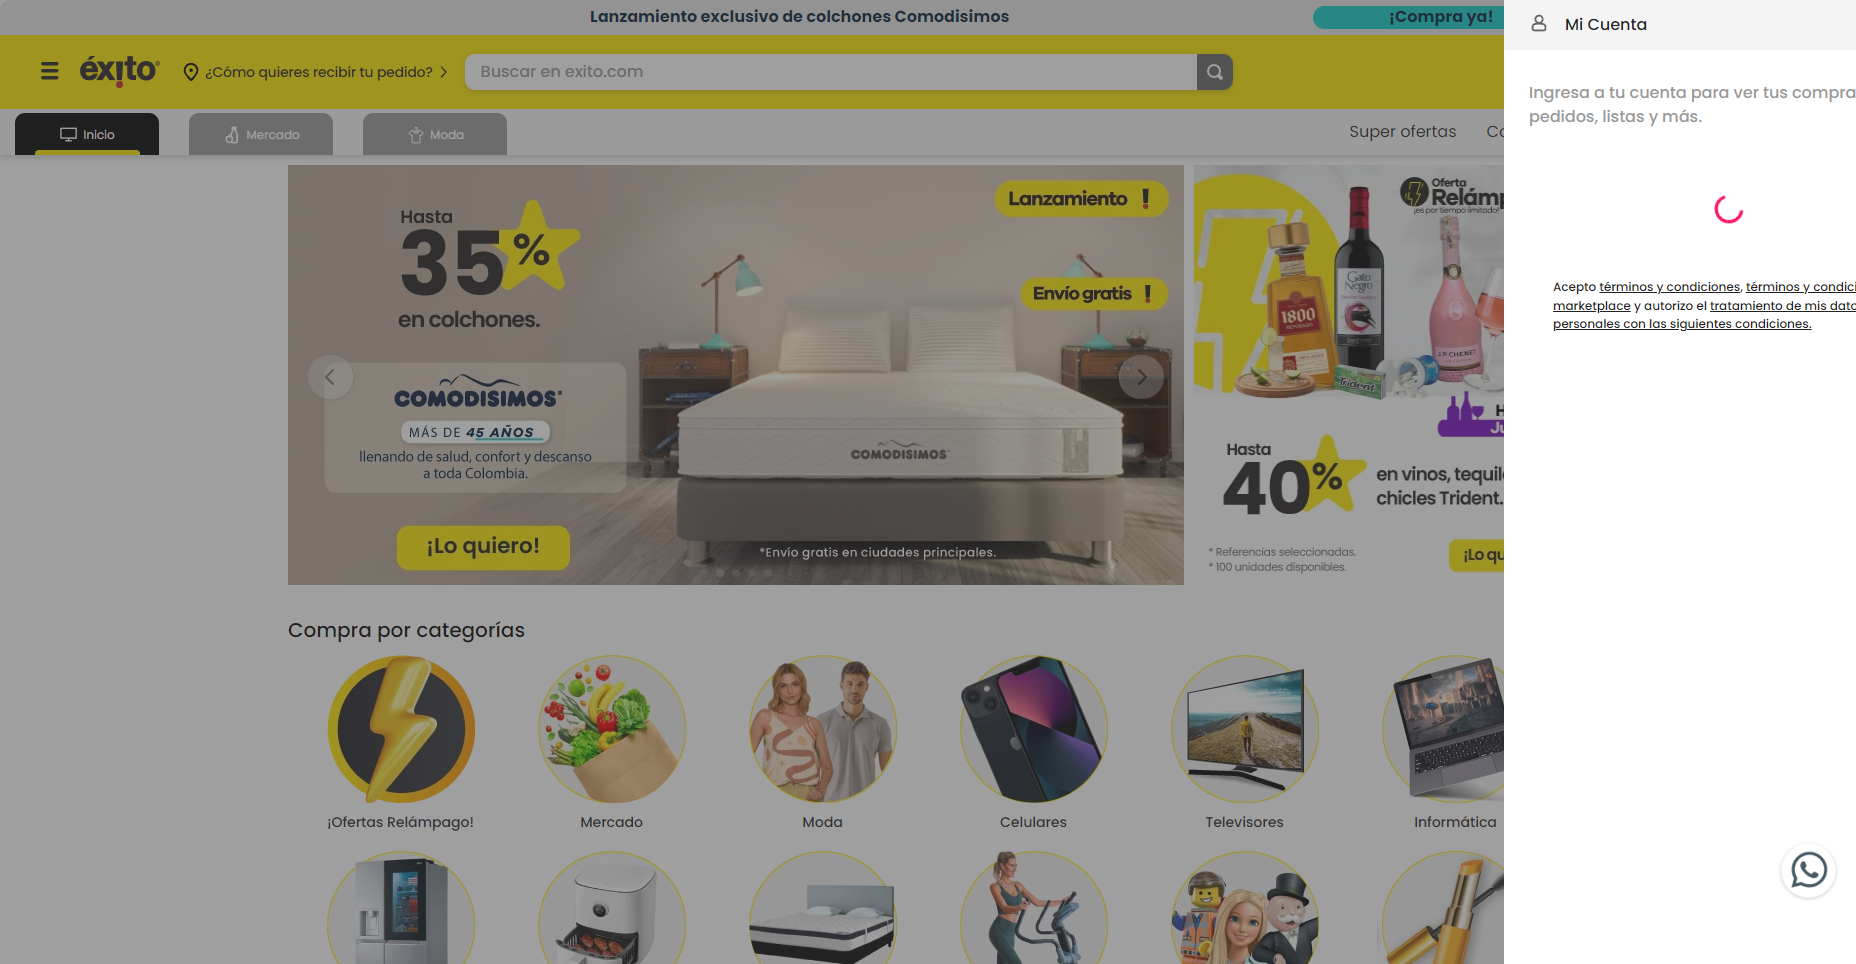 Lanzamiento exclusivo de colchones Comodisimos
¡Compra ya!
Mi Cuenta
éxito
¿Cómo quieres recibir tu pedido?
Buscar en exito.com
Inicio
Mercado
Moda
Super ofertas
Ingresa a tu cuenta para ver tus compra
pedidos, listas y más.
Acepto términos y condiciones, términos y condici
marketplace y autorizo el tratamiento de mis dato
personales con las siguientes condiciones.
Hasta
35%
en colchones.
Lanzamiento !
Envío gratis !
COMODISIMOS
MÁS DE 45 AÑOS
llenando de salud, confort y descanso
a toda Colombia.
¡Lo quiero!
COMODISIMOS
*Envío gratis en ciudades principales.
Oferta
Relámp
¡es por tiempo limitado!
Gato
Negro
1800
J.P. CHENET
Trident
H
Ju
Hasta
40%
en vinos, tequil
chicles Trident.
* Referencias seleccionadas.
* 100 unidades disponibles.
¡Lo qu
Compra por categorías
¡Ofertas Relámpago!
Mercado
Moda
Celulares
Televisores
Informática